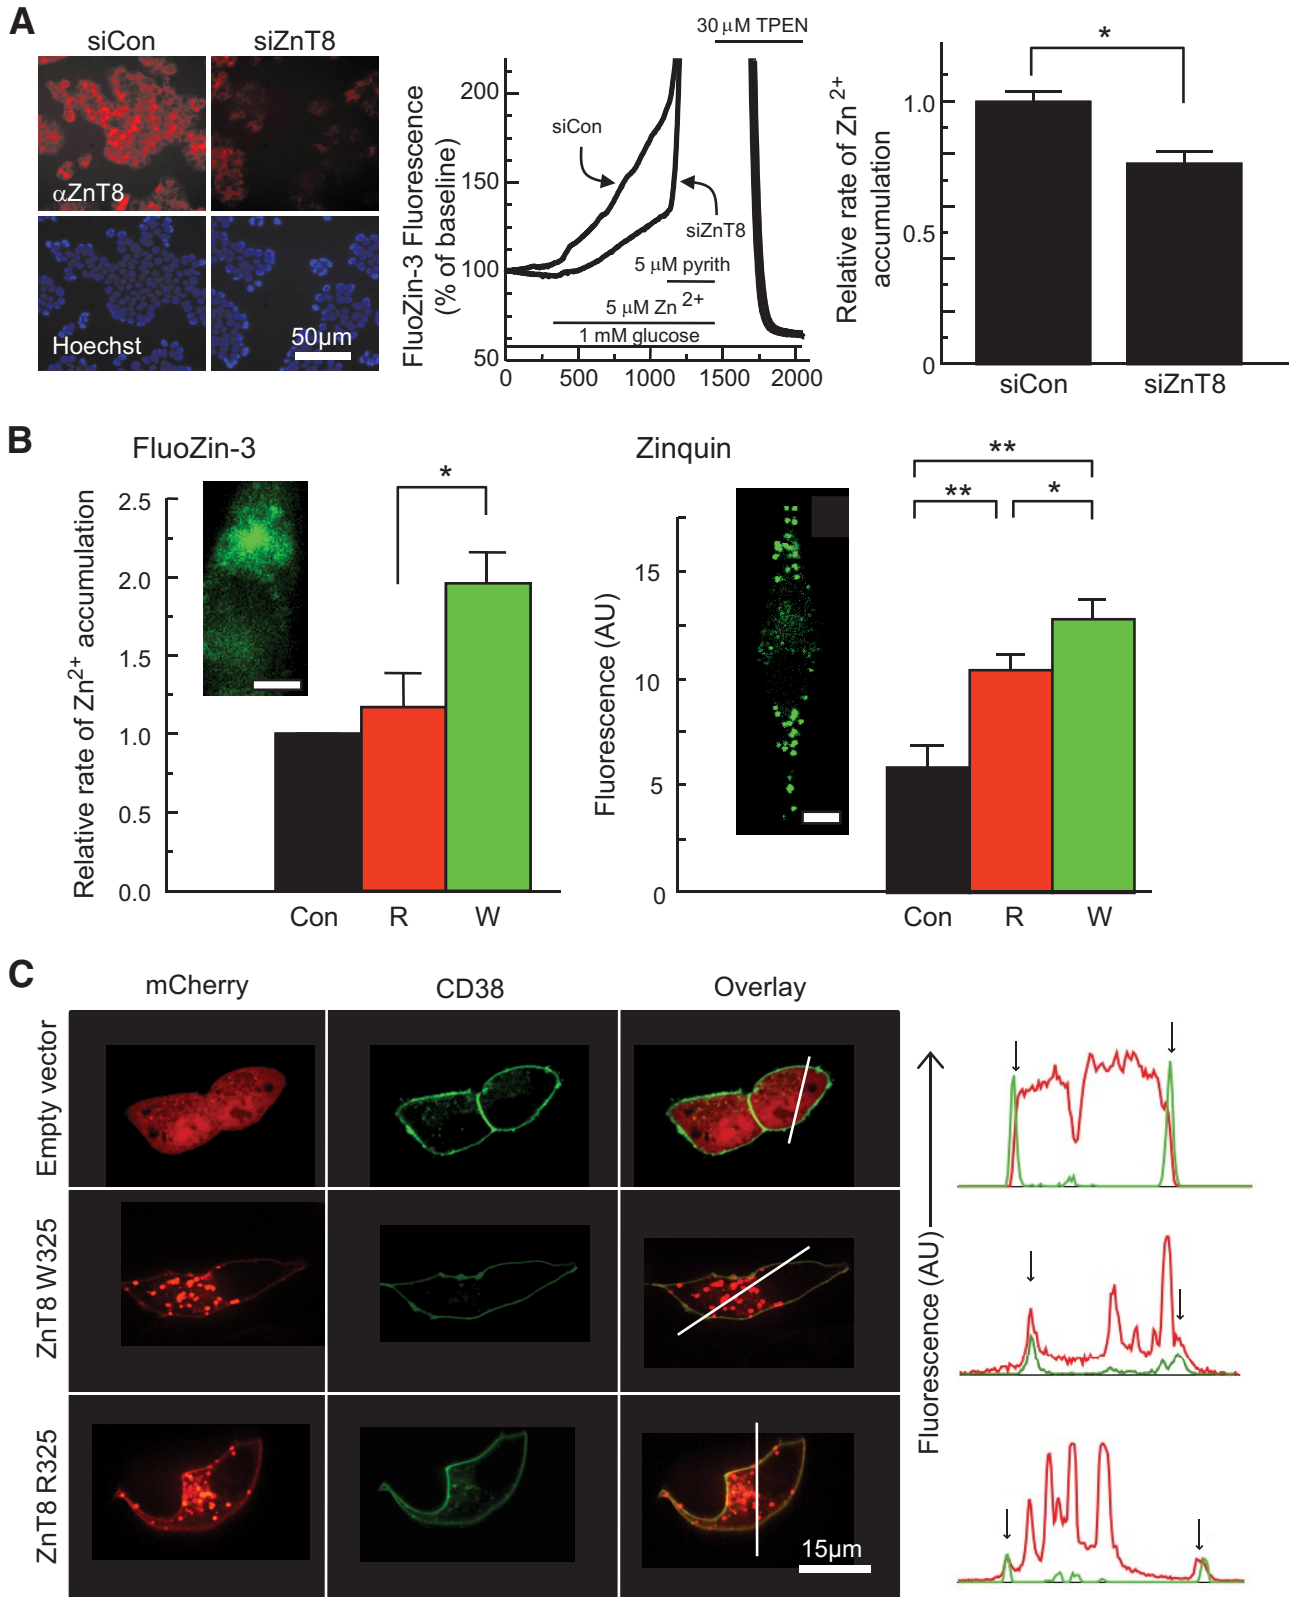 A
siCon
siZnT8
αZnT8
Hoechst
50μm
FluoZin-3 Fluorescence
(% of baseline)
200
150
100
50
0
500
1000
1500
2000
30 μM TPEN
siCon
siZnT8
5 μM pyrith
5 μM Zn 2+
1 mM glucose
Relative rate of Zn2+
accumulation
1.0
0.5
0
*
siCon
siZnT8
B
FluoZin-3
Relative rate of Zn2+ accumulation
2.5
2.0
1.5
1.0
0.5
0.0
*
Con
R
W
Zinquin
Fluorescence (AU)
15
10
5
0
**
**
*
Con
R
W
C
mCherry
CD38
Overlay
Empty vector
ZnT8 W325
ZnT8 R325
15μm
Fluorescence (AU)